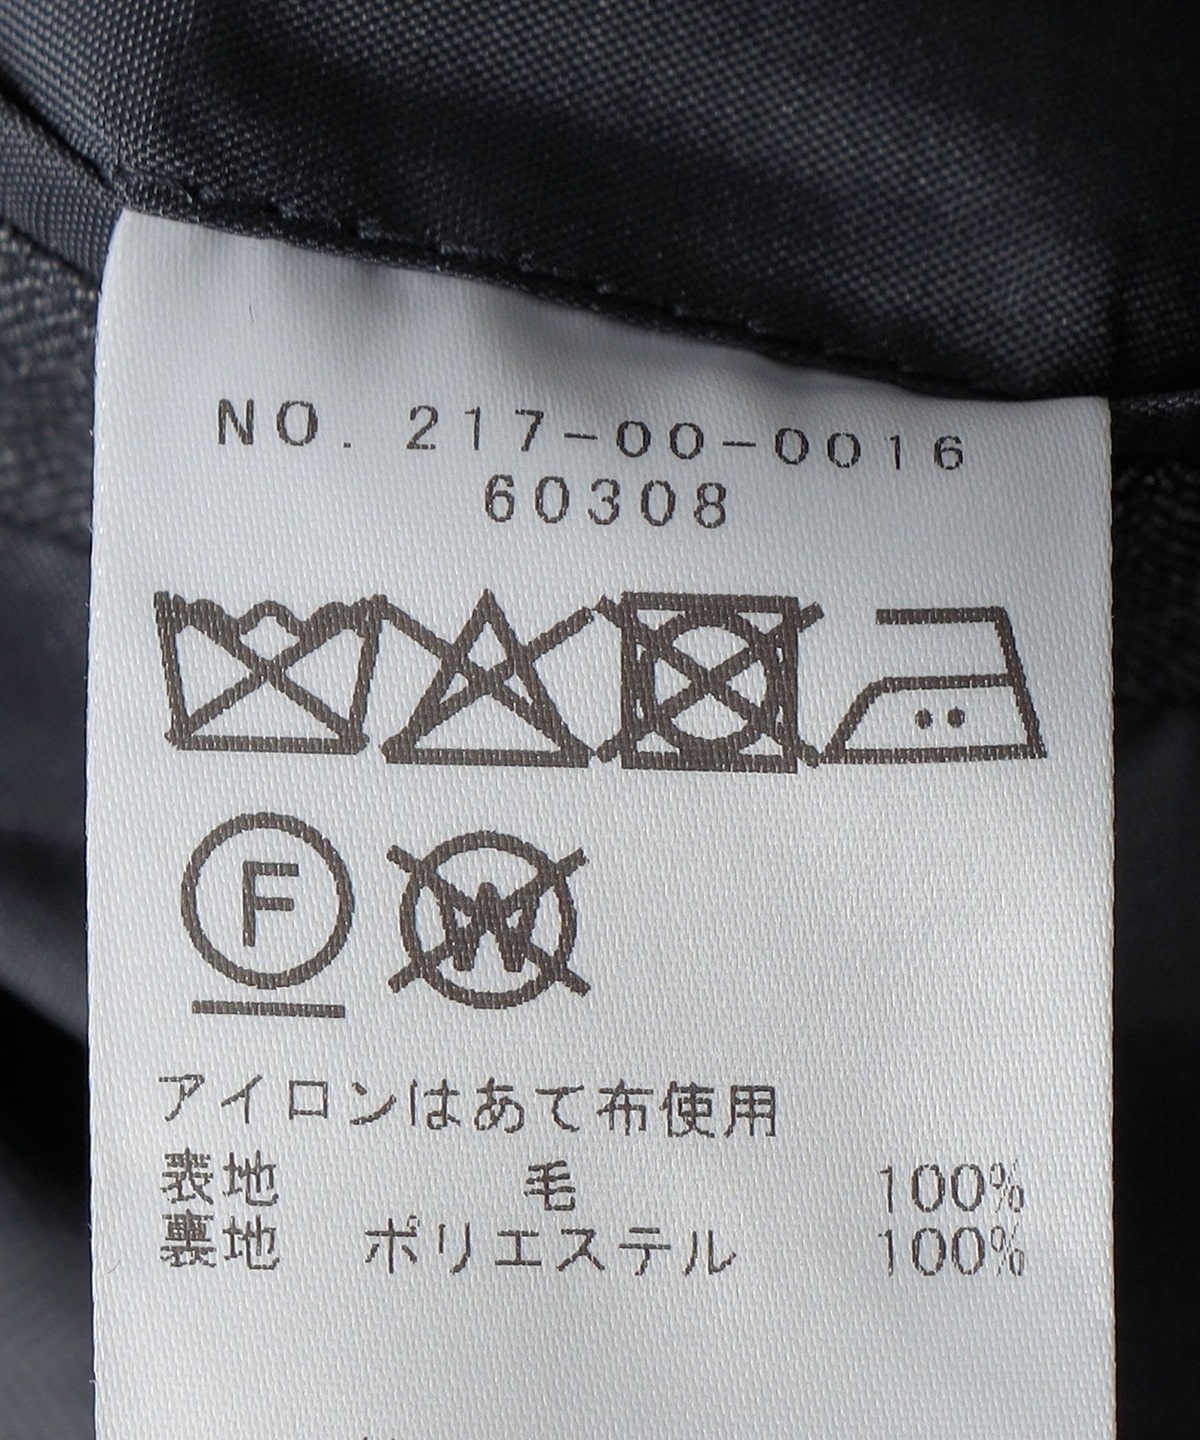 NO. 217-00-0016
60308
F
W
アイロンはあて布使用
表地 毛 100%
裏地 ポリエステル 100%